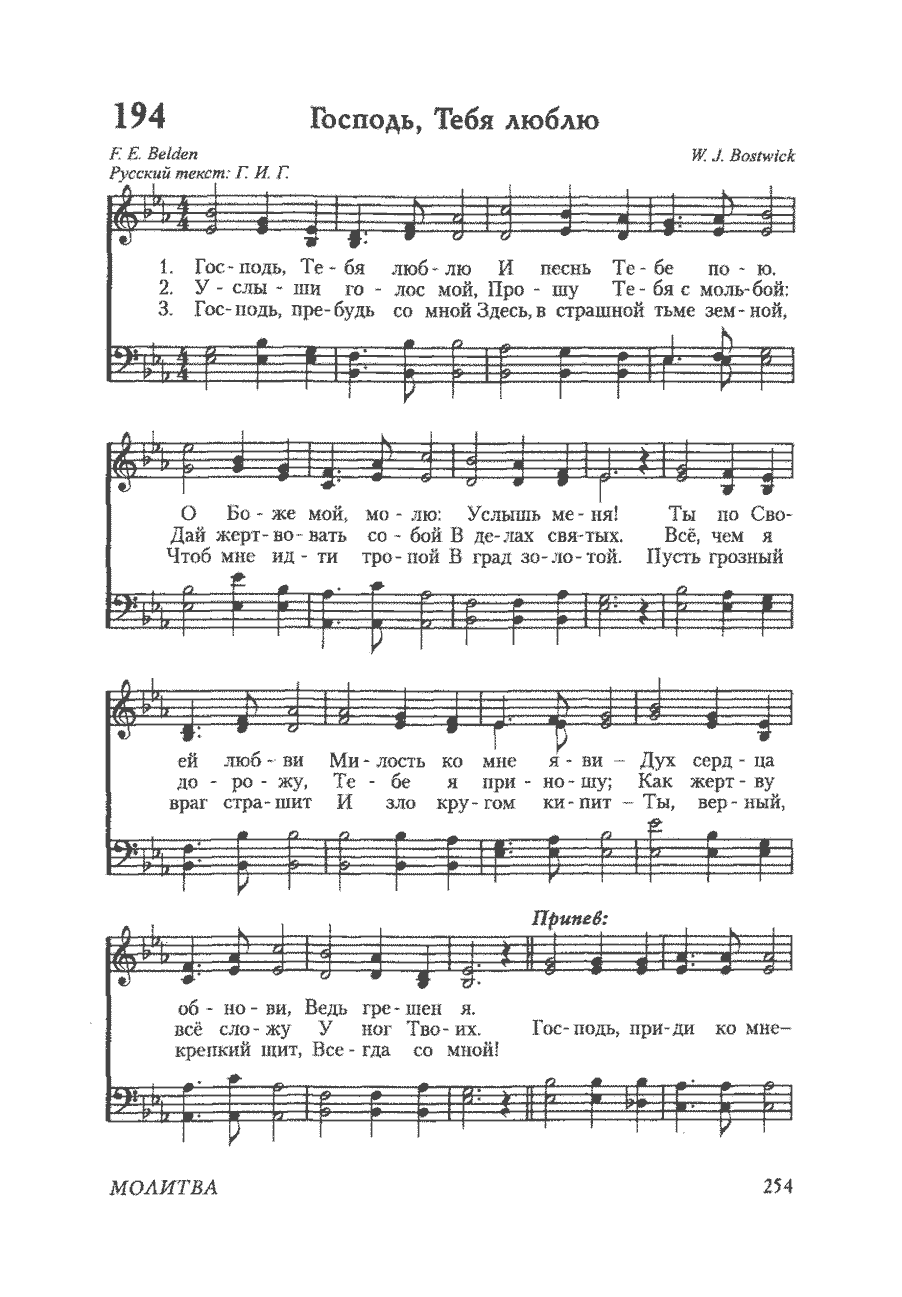 194
Господь, Тебя люблю
F. E. Belden
W. J. Bostwick
Русский текст: Г. И. Г.
1. Гос- подь, Те - бя люб - лю И песнь Те - бе по - ю.
2. У - слы - ши го - лос мой, Про - шу Те - бя с моль-бой:
3. Гос- подь, пре-будь со мной Здесь, в страшной тьме зем - ной,
О Бо - же мой, мо - лю: Услышь ме - ня! Ты по Сво-
Дай жерт - во - вать со - бой В де-лах свя-тых. Всё, чем я
Чтоб мне ид - ти тро - пой В град зо - ло - той. Пусть грозный
ей люб - ви Ми - лость ко мне я - ви – Дух серд - ца
до - ро - жу, Те - бе я при - но - шу; Как жерт - ву
враг стра - шит И зло кру - гом ки - пит – Ты, вер - ный,
Припев:
об - но - ви, Ведь гре - шен я.
всё сло - жу У ног Тво - их. Гос- подь, при- ди ко мне–
крепкий щит, Все - гда со мной!
МОЛИТВА
254